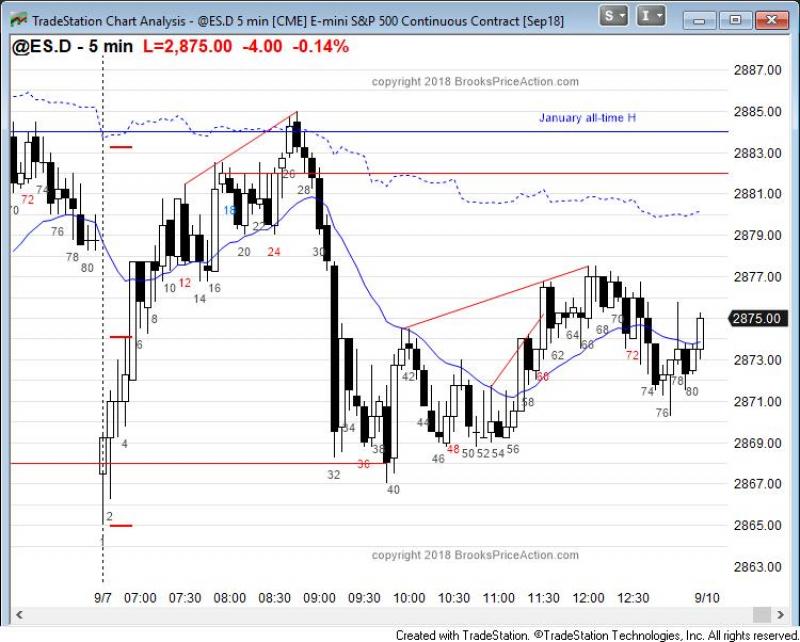 TradeStation Chart Analysis - @ES.D 5 min [CME] E-mini S&P 500 Continuous Contract [Sep18]
S I
@ES.D - 5 min L=2,875.00 -4.00 -0.14%
copyright 2018 BrooksPriceAction.com
January all-time H
2887.00
2885.00
2883.00
2881.00
2879.00
2877.00
2875.00
2873.00
2871.00
2869.00
2867.00
2865.00
2863.00
70 72 74 76 78 80
2 4 6 8 10 12 14 16 18 20 22 24 26 28 30 32 34 36 38 40 42 44 46 48 50 52 54 56 58 60 62 64 66 68 70 72 74 76 78 80
copyright 2018 BrooksPriceAction.com
9/7 07:00 07:30 08:00 08:30 09:00 09:30 10:00 10:30 11:00 11:30 12:00 12:30 9/10
Created with TradeStation. ©TradeStation Technologies, Inc. All rights reserved.